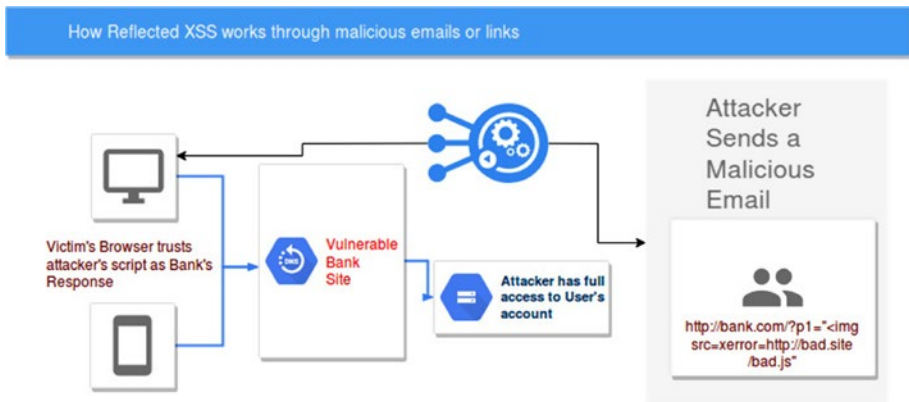 How Reflected XSS works through malicious emails or links
Attacker
Sends a
Malicious
Email
Victim's Browser trusts
attacker's script as Bank's
Response
DNS
Vulnerable
Bank
Site
Attacker has full
access to User's
account
http://bank.com/?p1="<img
src=xerror=http://bad.site
/bad.js"